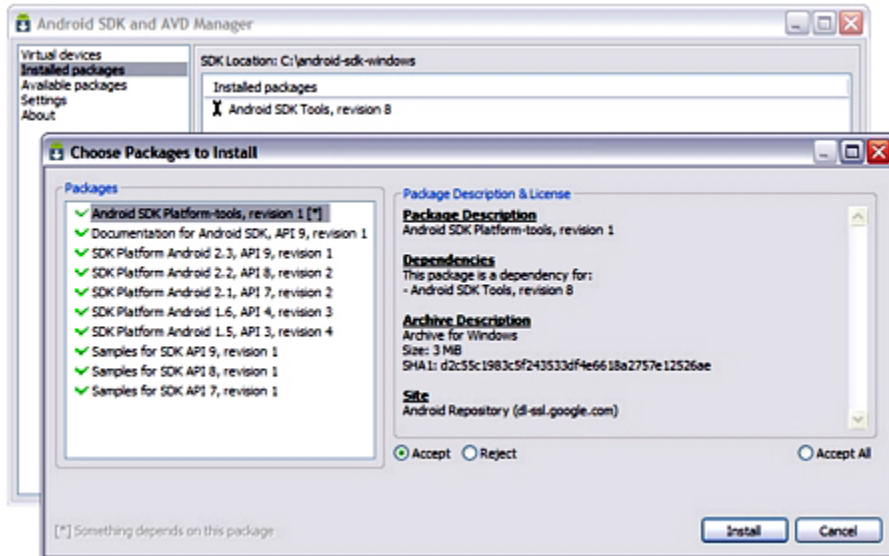 Android SDK and AVD Manager
Virtual devices
Installed packages
Available packages
Settings
About
SDK Location: C:\android-sdk-windows
Installed packages
Android SDK Tools, revision 8
Choose Packages to Install
Packages
Android SDK Platform-tools, revision 1 [*]
Documentation for Android SDK, API 9, revision 1
SDK Platform Android 2.3, API 9, revision 1
SDK Platform Android 2.2, API 8, revision 2
SDK Platform Android 2.1, API 7, revision 2
SDK Platform Android 1.6, API 4, revision 3
SDK Platform Android 1.5, API 3, revision 4
Samples for SDK API 9, revision 1
Samples for SDK API 8, revision 1
Samples for SDK API 7, revision 1
Package Description & License
Package Description
Android SDK Platform-tools, revision 1
Dependencies
This package is a dependency for:
- Android SDK Tools, revision 8
Archive Description
Archive for Windows
Size: 3 MiB
SHA1: d2c55c1983c5f243533df4e6618a2757e12526ae
Site
Android Repository (dl-ssl.google.com)
Accept Reject Accept All
[*] Something depends on this package
Install Cancel